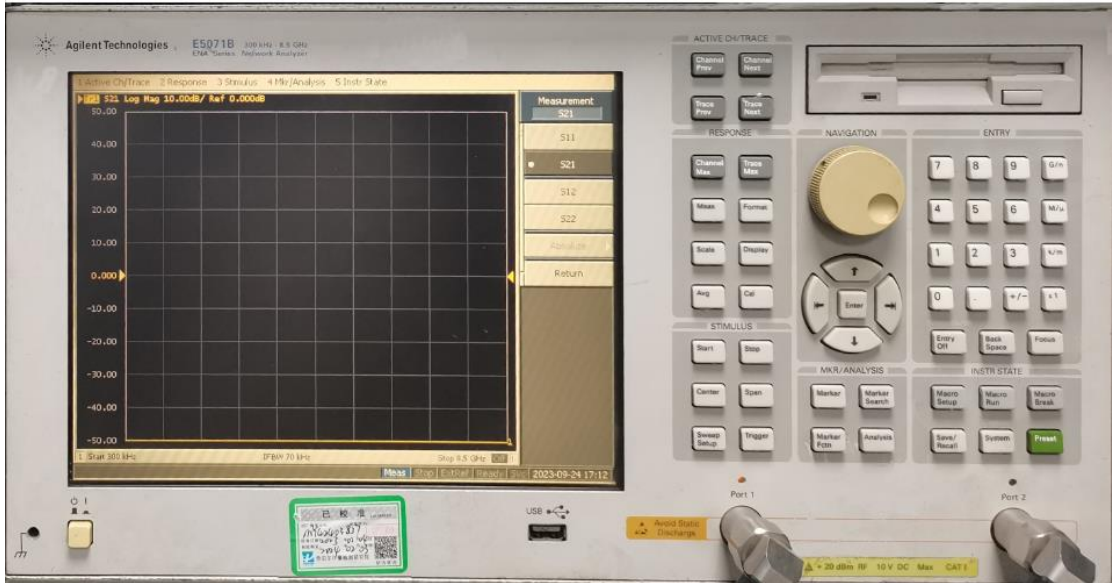 Agilent Technologies
E5071B 300 kHz - 8.5 GHz
ENA Series Network Analyzer
1 Active Ch/Trace 2 Response 3 Stimulus 4 Mkr/Analysis 5 Instr State
Tr1 S21 Log Mag 10.00dB/ Ref 0.000dB
50.00
40.00
30.00
20.00
10.00
0.000
-10.00
-20.00
-30.00
-40.00
-50.00
1 Start 300 kHz IFBW 70 kHz Stop 8.5 GHz Off
Meas Stop ExtRef Ready Svc 2023-09-24 17:12
Measurement
S21
S11
S21
S12
S22
Absolute
Return
ACTIVE CH/TRACE
Channel Prev
Channel Next
Trace Prev
Trace Next
RESPONSE
Channel Max
Trace Max
Meas
Format
Scale
Display
Avg
Cal
STIMULUS
Start
Stop
Center
Span
Sweep Setup
Trigger
NAVIGATION
Enter
MKR/ANALYSIS
Marker
Marker Search
Marker Fctn
Analysis
ENTRY
7 8 9 G/n
4 5 6 M/µ
1 2 3 k/m
0 . +/- x1
Entry Off
Back Space
Focus
INSTR STATE
Macro Setup
Macro Run
Macro Break
Save/ Recall
System
Preset
USB
已校准
Avoid Static
Discharge
Port 1
Port 2
+ 20 dBm RF 10 V DC Max CAT I